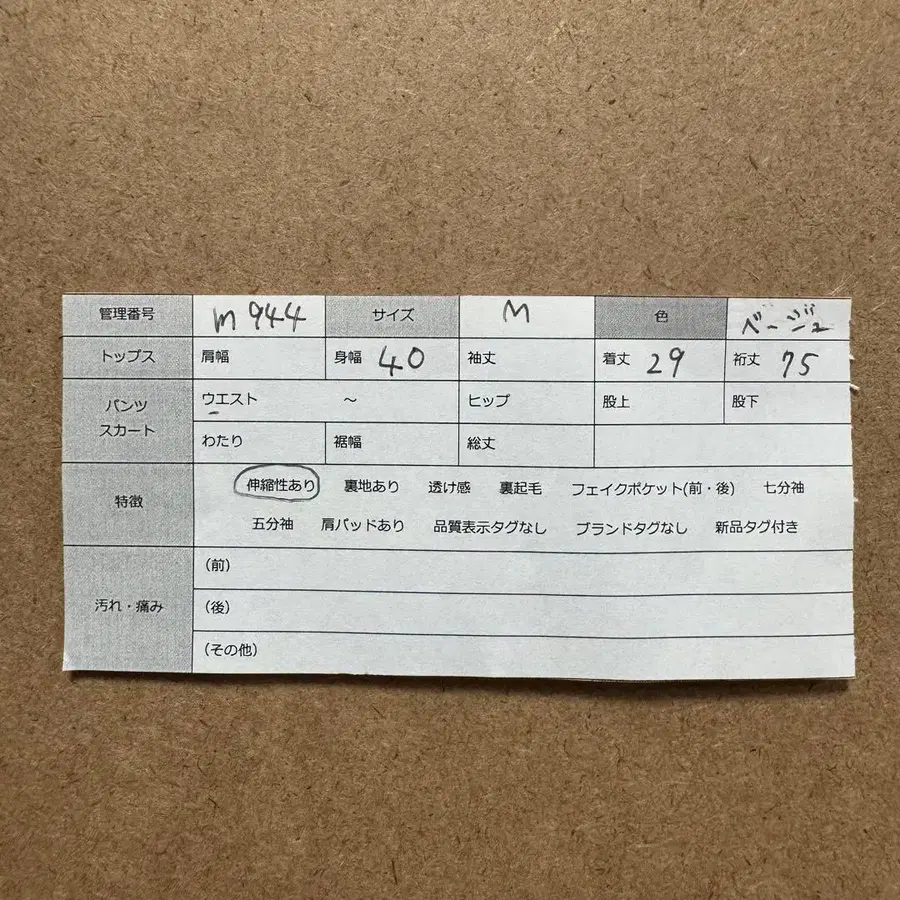 管理番号 m944 サイズ M 色 ベージュ
トップス 肩幅 身幅 40 袖丈 着丈 29 裄丈 75
パンツ スカート ウエスト ～ ヒップ 股上 股下
わたり 裾幅 総丈
特徴 伸縮性あり 裏地あり 透け感 裏起毛 フェイクポケット(前・後) 七分袖
五分袖 肩パッドあり 品質表示タグなし ブランドタグなし 新品タグ付き
汚れ・痛み (前)
(後)
(その他)